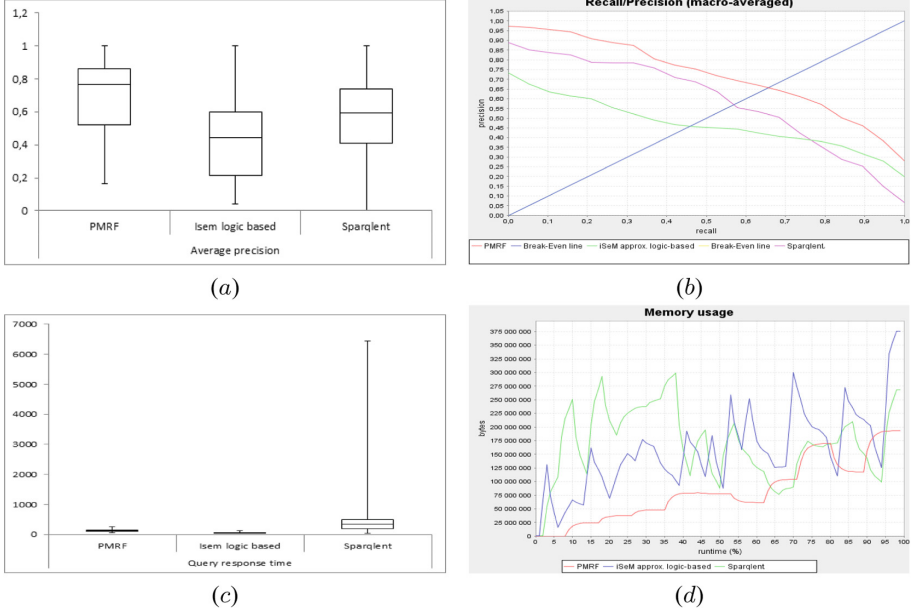 1,2
1
0,8
0,6
0,4
0,2
0
PMRF Isem logic based Sparqlent
Average precision
(a)
Recall/Precision (macro-averaged)
precision
1,05
1,00
0,95
0,90
0,85
0,80
0,75
0,70
0,65
0,60
0,55
0,50
0,45
0,40
0,35
0,30
0,25
0,20
0,15
0,10
0,05
0,00
0,0 0,1 0,2 0,3 0,4 0,5 0,6 0,7 0,8 0,9 1,0
recall
PMRF Break-Even line iSeM approx. logic-based Break-Even line Sparqlent
(b)
7000
6000
5000
4000
3000
2000
1000
0
PMRF Isem logic based Sparqlent
Query response time
(c)
Memory usage
bytes
375 000 000
350 000 000
325 000 000
300 000 000
275 000 000
250 000 000
225 000 000
200 000 000
175 000 000
150 000 000
125 000 000
100 000 000
75 000 000
50 000 000
25 000 000
0
0 5 10 15 20 25 30 35 40 45 50 55 60 65 70 75 80 85 90 95 100
runtime (%)
PMRF iSeM approx. logic-based Sparqlent
(d)